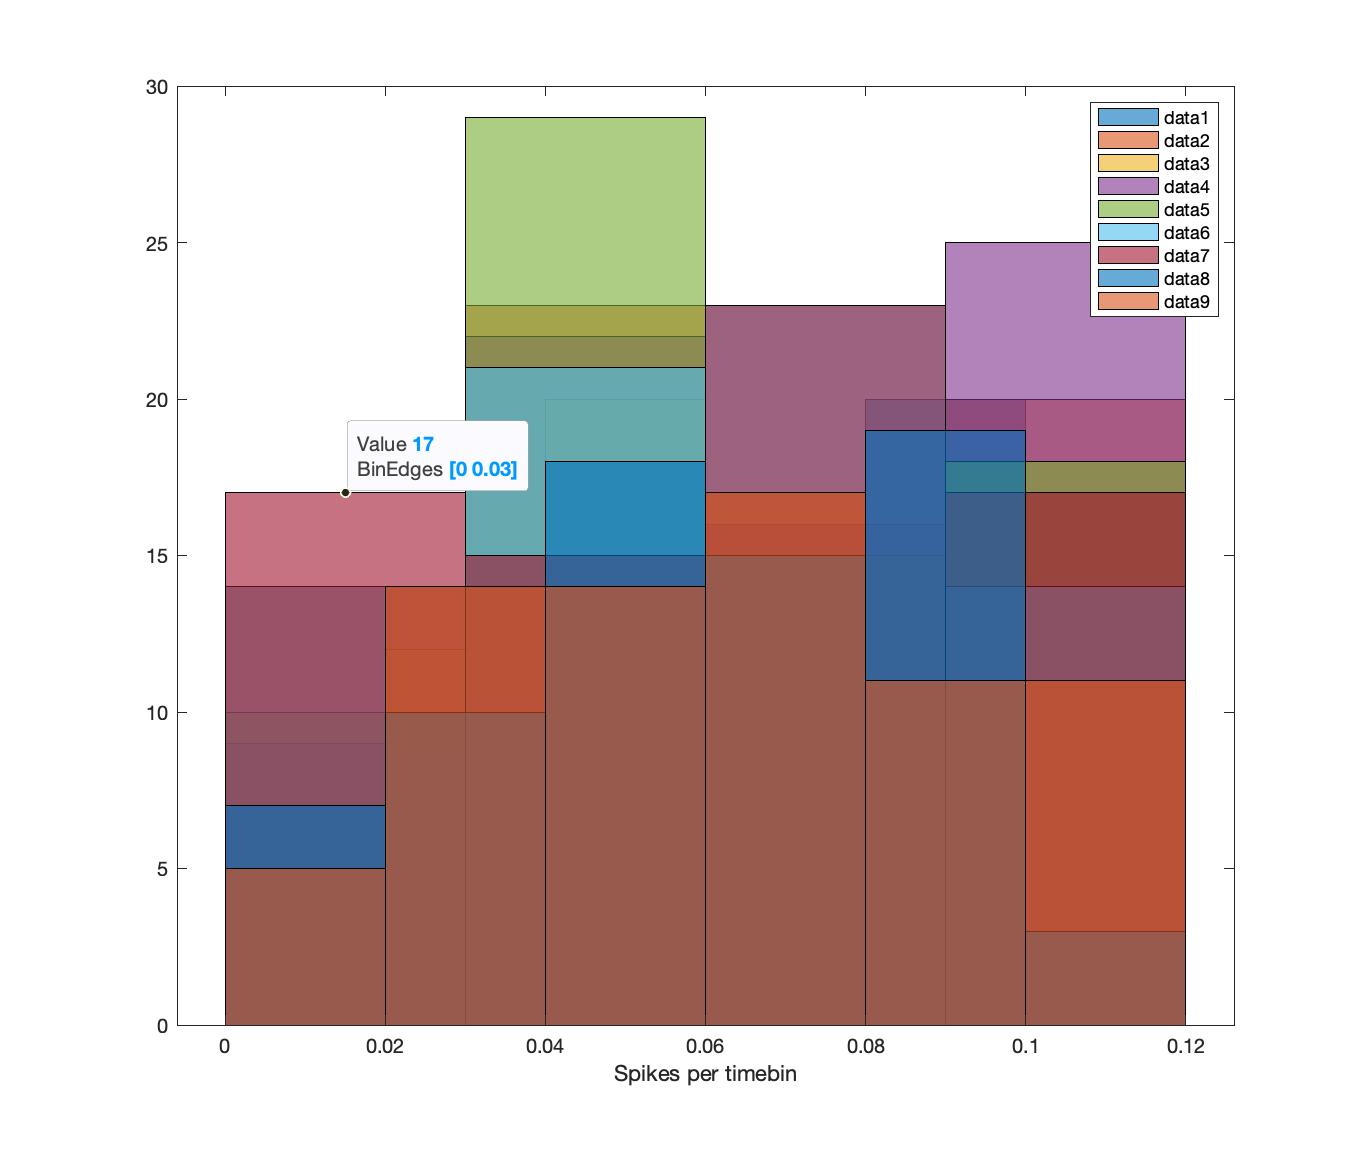 30
25
20
15
10
5
0
data1
data2
data3
data4
data5
data6
data7
data8
data9
Value 17
BinEdges [0 0.03]
0 0.02 0.04 0.06 0.08 0.1 0.12
Spikes per timebin